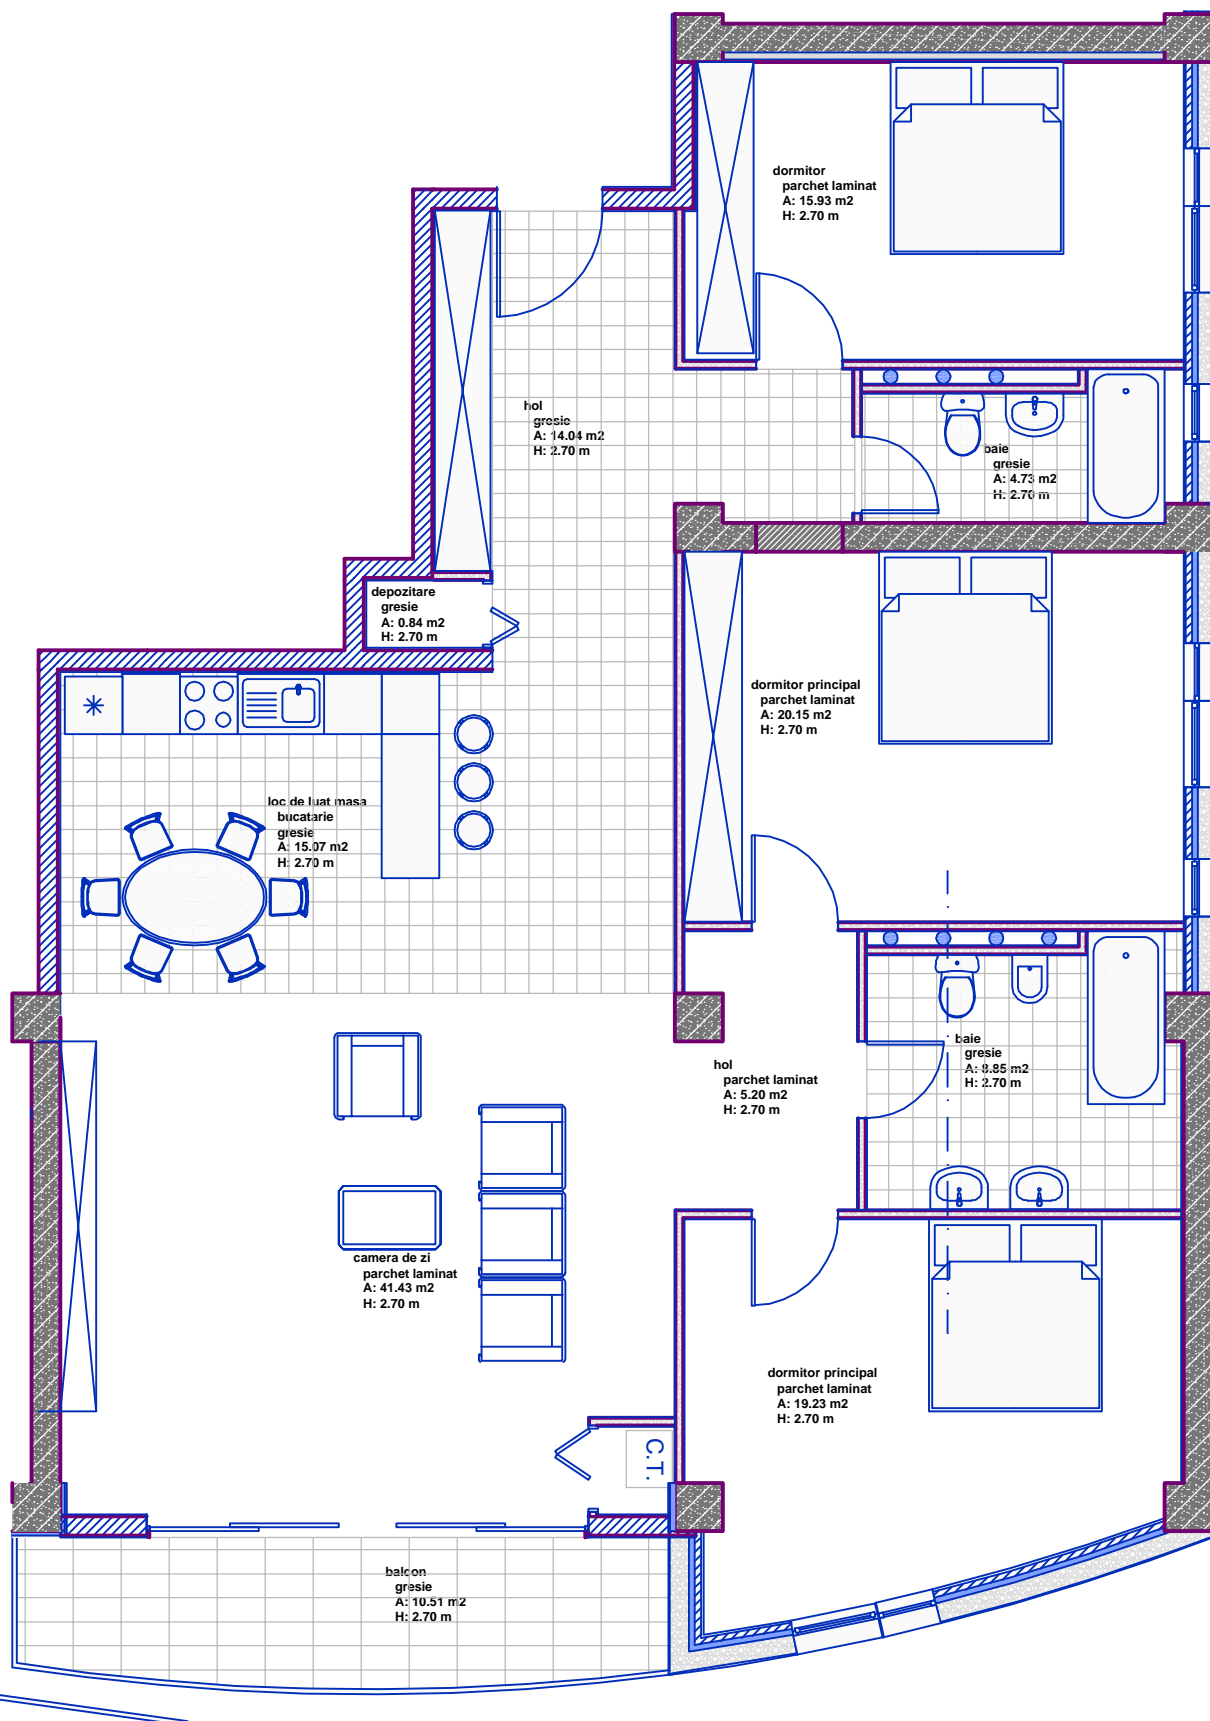 dormitor
parchet laminat
A: 15.93 m2
H: 2.70 m
hol
gresie
A: 14.04 m2
H: 2.70 m
baie
gresie
A: 4.73 m2
H: 2.70 m
depozitare
gresie
A: 0.84 m2
H: 2.70 m
dormitor principal
parchet laminat
A: 20.15 m2
H: 2.70 m
loc de luat masa
bucatarie
gresie
A: 15.07 m2
H: 2.70 m
hol
parchet laminat
A: 5.20 m2
H: 2.70 m
baie
gresie
A: 8.85 m2
H: 2.70 m
camera de zi
parchet laminat
A: 41.43 m2
H: 2.70 m
dormitor principal
parchet laminat
A: 19.23 m2
H: 2.70 m
C.T.
balcon
gresie
A: 10.51 m2
H: 2.70 m